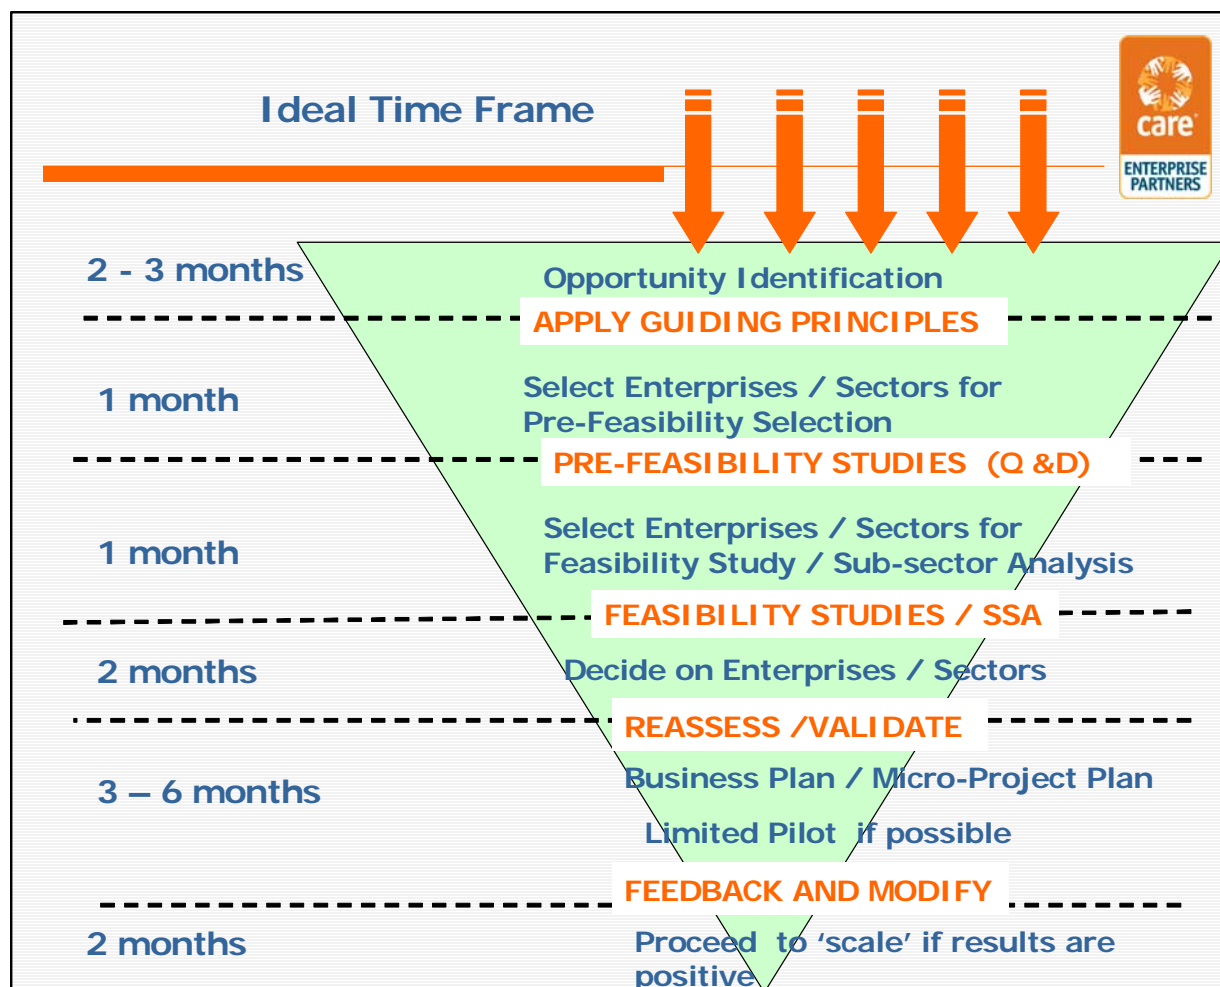 Ideal Time Frame
care
ENTERPRISE
PARTNERS
2 - 3 months
Opportunity Identification
APPLY GUIDING PRINCIPLES
1 month
Select Enterprises / Sectors for
Pre-Feasibility Selection
PRE-FEASIBILITY STUDIES (Q &D)
1 month
Select Enterprises / Sectors for
Feasibility Study / Sub-sector Analysis
FEASIBILITY STUDIES / SSA
2 months
Decide on Enterprises / Sectors
REASSESS /VALIDATE
3 – 6 months
Business Plan / Micro-Project Plan
Limited Pilot if possible
FEEDBACK AND MODIFY
2 months
Proceed to ‘scale’ if results are
positive